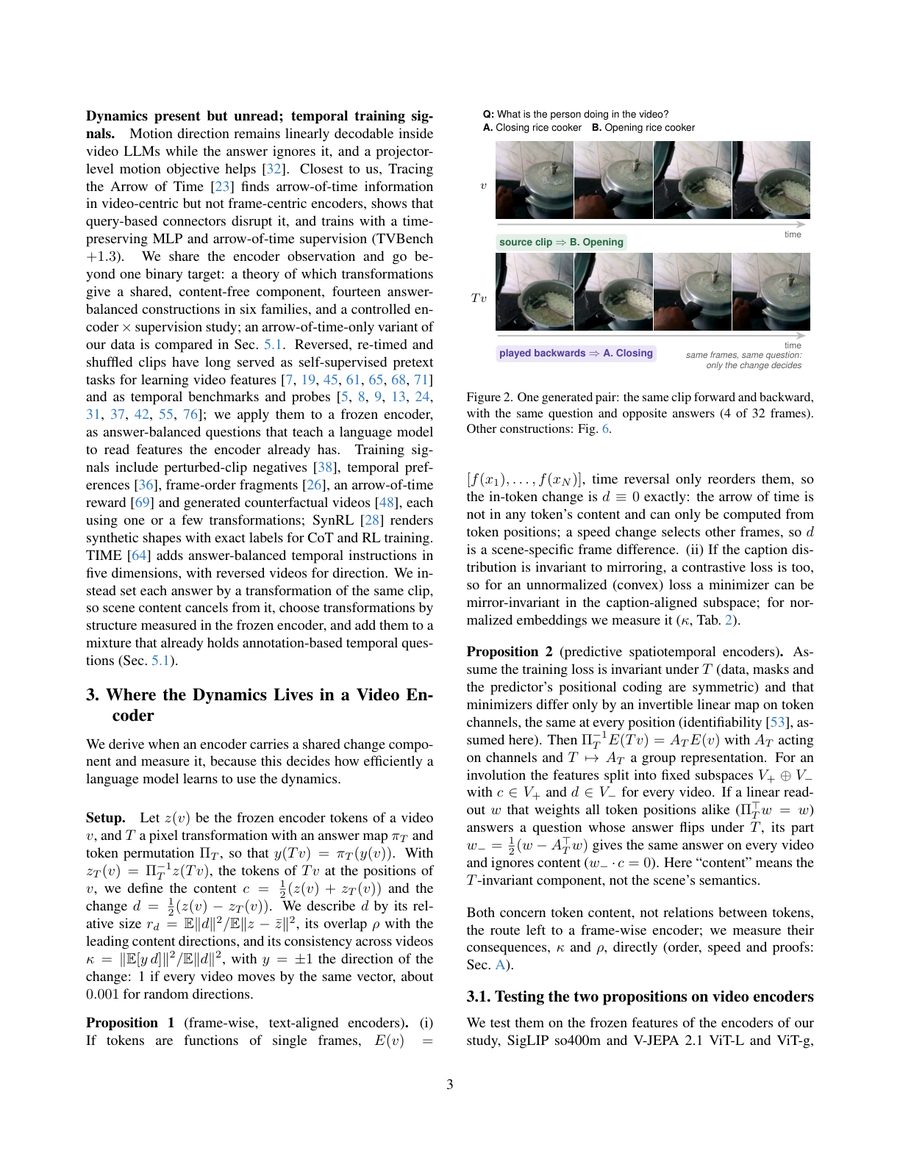 Dynamics present but unread; temporal training sig-
nals. Motion direction remains linearly decodable inside
video LLMs while the answer ignores it, and a projector-
level motion objective helps [32]. Closest to us, Tracing
the Arrow of Time [23] finds arrow-of-time information
in video-centric but not frame-centric encoders, shows that
query-based connectors disrupt it, and trains with a time-
preserving MLP and arrow-of-time supervision (TVBench
+1.3). We share the encoder observation and go be-
yond one binary target: a theory of which transformations
give a shared, content-free component, fourteen answer-
balanced constructions in six families, and a controlled en-
coder × supervision study; an arrow-of-time-only variant of
our data is compared in Sec. 5.1. Reversed, re-timed and
shuffled clips have long served as self-supervised pretext
tasks for learning video features [7, 19, 45, 61, 65, 68, 71]
and as temporal benchmarks and probes [5, 8, 9, 13, 24,
31, 37, 42, 55, 76]; we apply them to a frozen encoder,
as answer-balanced questions that teach a language model
to read features the encoder already has. Training sig-
nals include perturbed-clip negatives [38], temporal pref-
erences [36], frame-order fragments [26], an arrow-of-time
reward [69] and generated counterfactual videos [48], each
using one or a few transformations; SynRL [28] renders
synthetic shapes with exact labels for CoT and RL training.
TIME [64] adds answer-balanced temporal instructions in
five dimensions, with reversed videos for direction. We in-
stead set each answer by a transformation of the same clip,
so scene content cancels from it, choose transformations by
structure measured in the frozen encoder, and add them to a
mixture that already holds annotation-based temporal ques-
tions (Sec. 5.1).
3. Where the Dynamics Lives in a Video En-
coder
We derive when an encoder carries a shared change compo-
nent and measure it, because this decides how efficiently a
language model learns to use the dynamics.
Setup. Let z(v) be the frozen encoder tokens of a video
v, and T a pixel transformation with an answer map π_T and
token permutation Π_T, so that y(Tv) = π_T(y(v)). With
z_T(v) = Π_T^{-1} z(Tv), the tokens of Tv at the positions of
v, we define the content c = ½(z(v) + z_T(v)) and the
change d = ½(z(v) − z_T(v)). We describe d by its rel-
ative size r_d = 𝔼‖d‖²/𝔼‖z − z̄‖², its overlap ρ with the
leading content directions, and its consistency across videos
κ = ‖𝔼[y d]‖²/𝔼‖d‖², with y = ±1 the direction of the
change: 1 if every video moves by the same vector, about
0.001 for random directions.
Proposition 1 (frame-wise, text-aligned encoders). (i)
If tokens are functions of single frames, E(v) =
Q: What is the person doing in the video?
A. Closing rice cooker B. Opening rice cooker
v
time
source clip ⇒ B. Opening
Tv
time
played backwards ⇒ A. Closing
same frames, same question:
only the change decides
Figure 2. One generated pair: the same clip forward and backward,
with the same question and opposite answers (4 of 32 frames).
Other constructions: Fig. 6.
[f(x₁), . . . , f(x_N)], time reversal only reorders them, so
the in-token change is d ≡ 0 exactly: the arrow of time is
not in any token's content and can only be computed from
token positions; a speed change selects other frames, so d
is a scene-specific frame difference. (ii) If the caption dis-
tribution is invariant to mirroring, a contrastive loss is too,
so for an unnormalized (convex) loss a minimizer can be
mirror-invariant in the caption-aligned subspace; for nor-
malized embeddings we measure it (κ, Tab. 2).
Proposition 2 (predictive spatiotemporal encoders). As-
sume the training loss is invariant under T (data, masks and
the predictor's positional coding are symmetric) and that
minimizers differ only by an invertible linear map on token
channels, the same at every position (identifiability [53], as-
sumed here). Then Π_T^{-1} E(Tv) = A_T E(v) with A_T acting
on channels and T ↦ A_T a group representation. For an
involution the features split into fixed subspaces V₊ ⊕ V₋
with c ∈ V₊ and d ∈ V₋ for every video. If a linear read-
out w that weights all token positions alike (Π_T^⊤ w = w)
answers a question whose answer flips under T, its part
w₋ = ½(w − A_T^⊤ w) gives the same answer on every video
and ignores content (w₋ · c = 0). Here “content” means the
T-invariant component, not the scene's semantics.
Both concern token content, not relations between tokens,
the route left to a frame-wise encoder; we measure their
consequences, κ and ρ, directly (order, speed and proofs:
Sec. A).
3.1. Testing the two propositions on video encoders
We test them on the frozen features of the encoders of our
study, SigLIP so400m and V-JEPA 2.1 ViT-L and ViT-g,
3